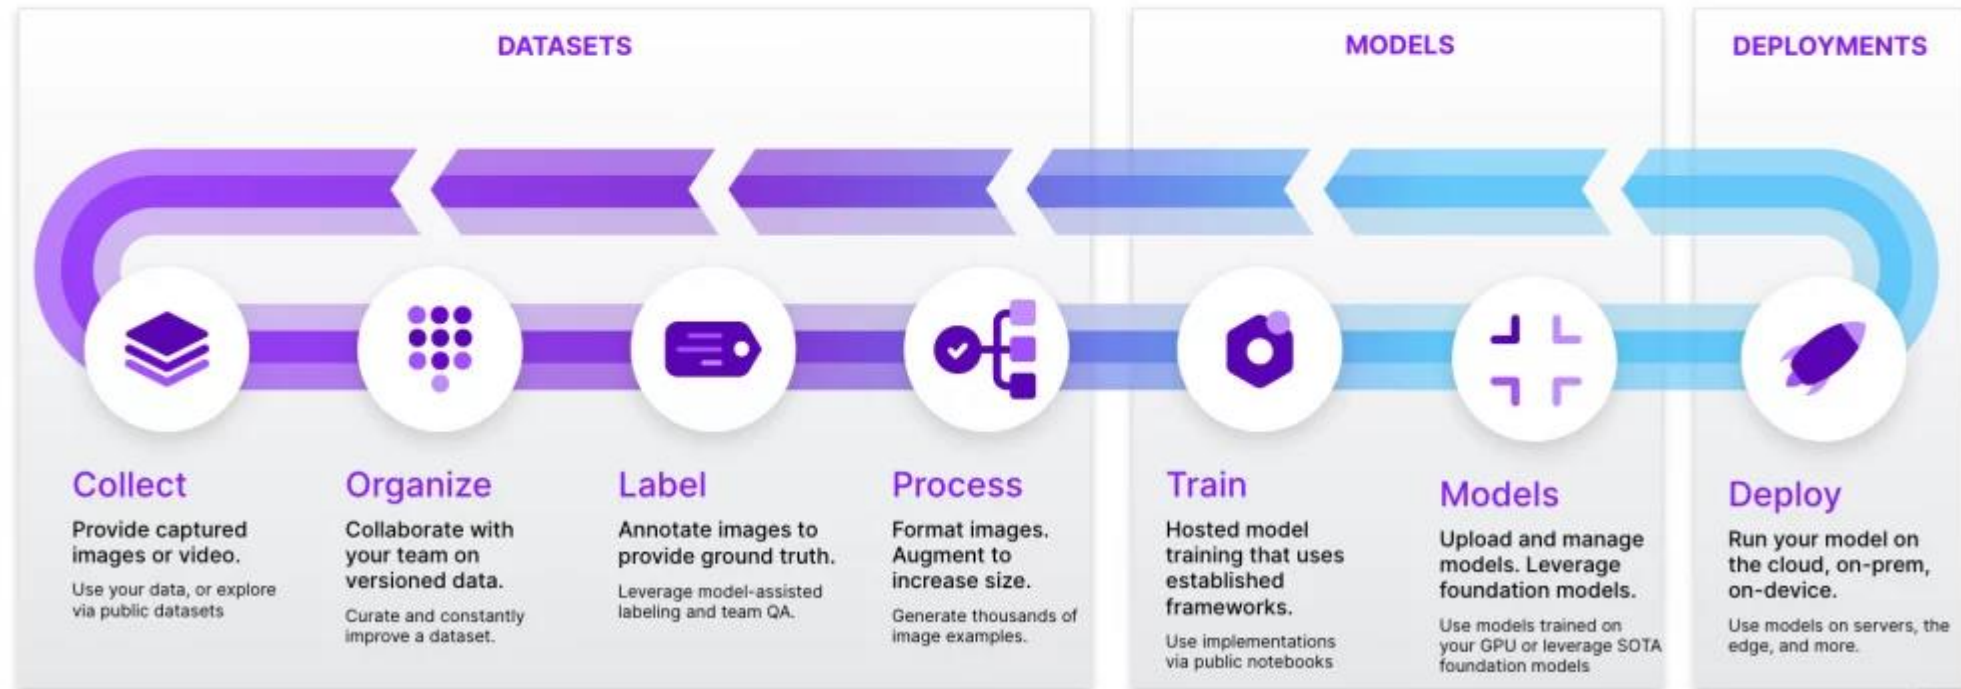 DATASETS
MODELS
DEPLOYMENTS
Collect
Provide captured
images or video.
Use your data, or explore
via public datasets
Organize
Collaborate with
your team on
versioned data.
Curate and constantly
improve a dataset.
Label
Annotate images to
provide ground truth.
Leverage model-assisted
labeling and team QA.
Process
Format images.
Augment to
increase size.
Generate thousands of
image examples.
Train
Hosted model
training that uses
established
frameworks.
Use implementations
via public notebooks
Models
Upload and manage
models. Leverage
foundation models.
Use models trained on
your GPU or leverage SOTA
foundation models
Deploy
Run your model on
the cloud, on-prem,
on-device.
Use models on servers, the
edge, and more.